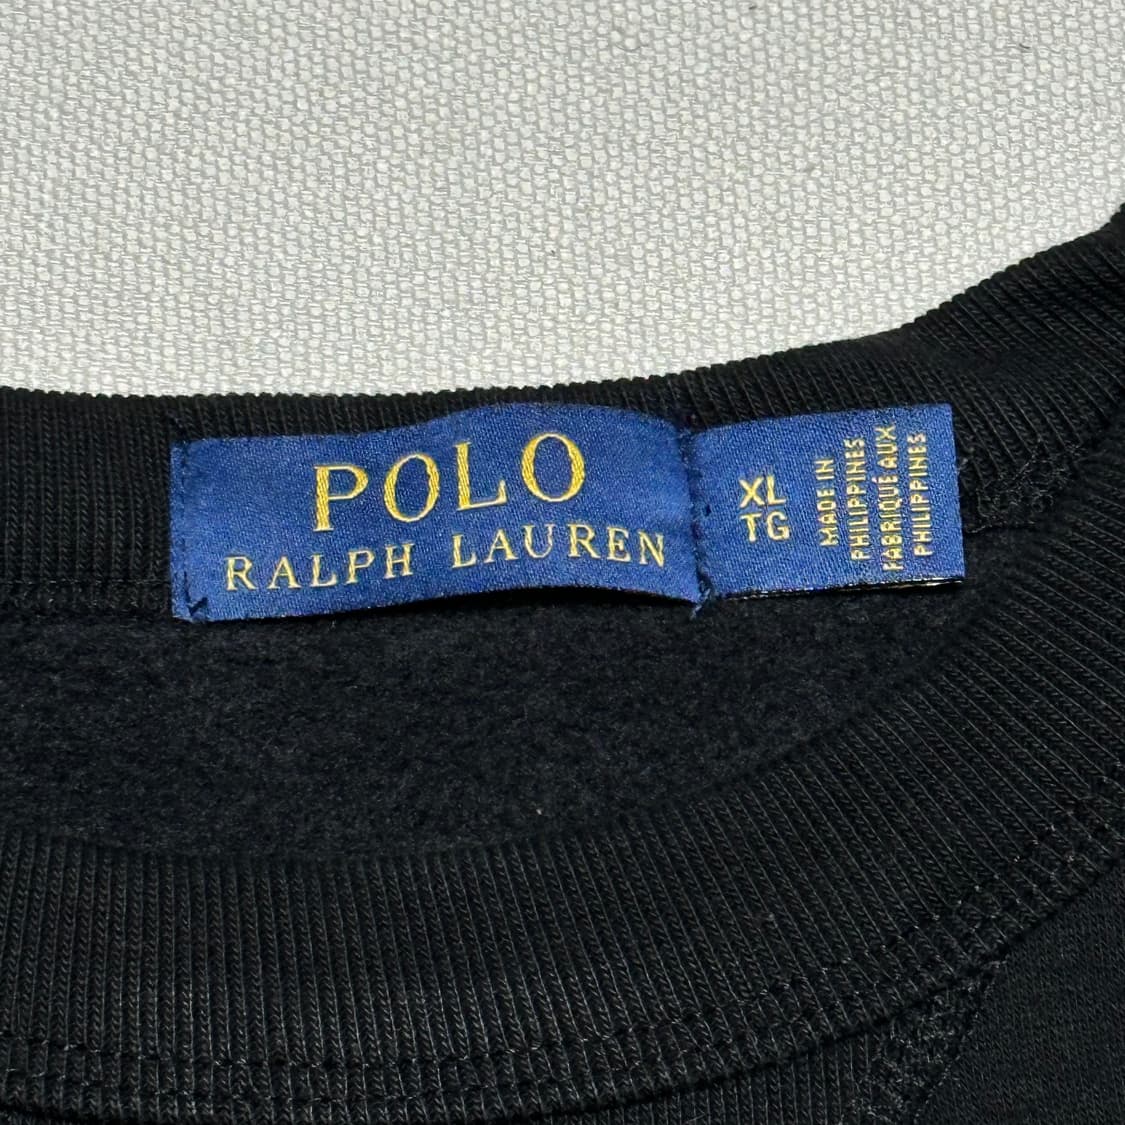 POLO
RALPH LAUREN
XL
TG
MADE IN
PHILIPPINES
FABRIQUÉ AUX
PHILIPPINES